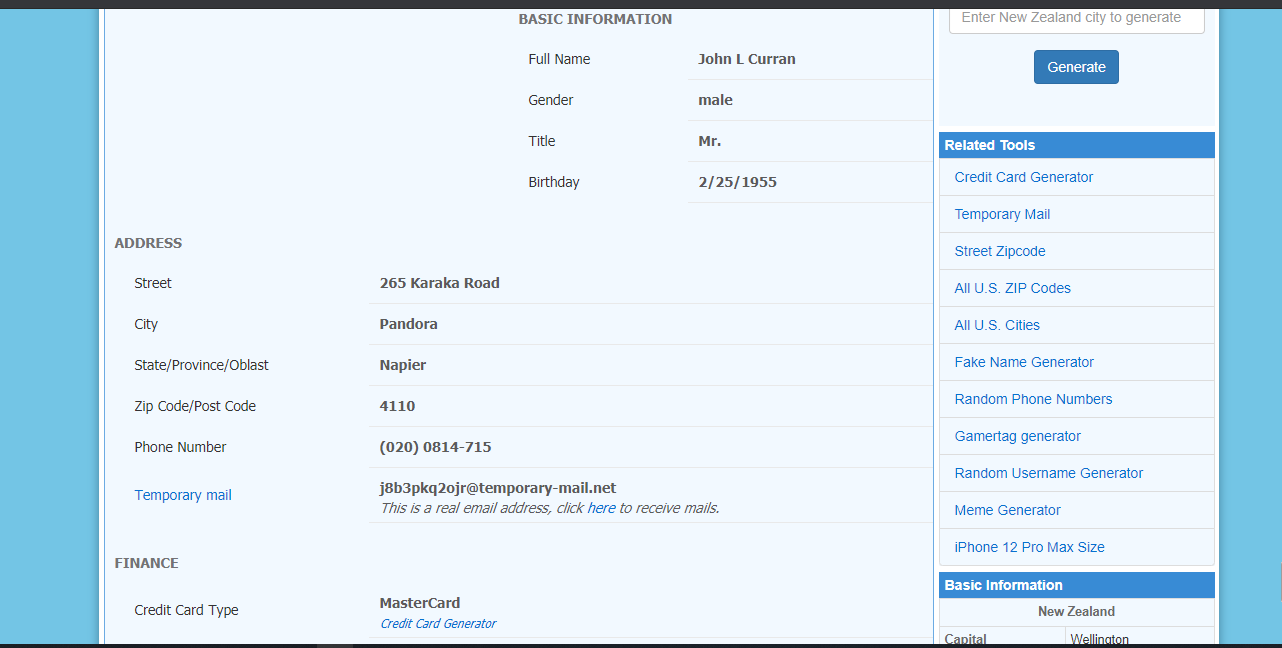 BASIC INFORMATION
Full Name John L Curran
Gender male
Title Mr.
Birthday 2/25/1955
ADDRESS
Street 265 Karaka Road
City Pandora
State/Province/Oblast Napier
Zip Code/Post Code 4110
Phone Number (020) 0814-715
Temporary mail j8b3pkq2ojr@temporary-mail.net
This is a real email address, click here to receive mails.
FINANCE
Credit Card Type MasterCard
Credit Card Generator
Enter New Zealand city to generate
Generate
Related Tools
Credit Card Generator
Temporary Mail
Street Zipcode
All U.S. ZIP Codes
All U.S. Cities
Fake Name Generator
Random Phone Numbers
Gamertag generator
Random Username Generator
Meme Generator
iPhone 12 Pro Max Size
Basic Information
New Zealand
Capital Wellington